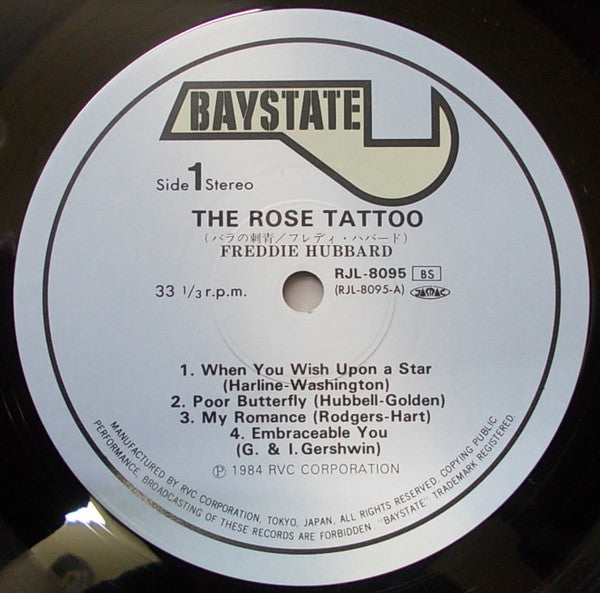 BAYSTATE
Side 1 Stereo
THE ROSE TATTOO
(バラの刺青/フレディ・ハバード)
FREDDIE HUBBARD
RJL-8095 BS
33 1/3 r.p.m. (RJL-8095-A) JASRAC
1. When You Wish Upon a Star
(Harline-Washington)
2. Poor Butterfly (Hubbell-Golden)
3. My Romance (Rodgers-Hart)
4. Embraceable You
(G. & I. Gershwin)
Ⓟ 1984 RVC CORPORATION
MANUFACTURED BY RVC CORPORATION, TOKYO, JAPAN. ALL RIGHTS RESERVED. COPYING PUBLIC
PERFORMANCE, BROADCASTING OF THESE RECORDS ARE FORBIDDEN. "BAYSTATE" TRADEMARK REGISTERED.